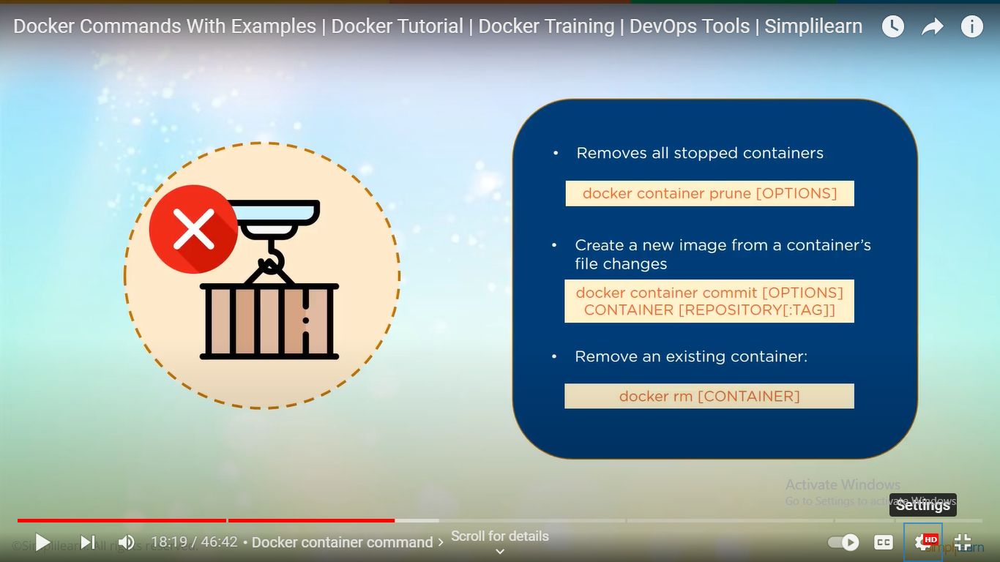 Docker Commands With Examples | Docker Tutorial | Docker Training | DevOps Tools | Simplilearn
• Removes all stopped containers
docker container prune [OPTIONS]
• Create a new image from a container’s
file changes
docker container commit [OPTIONS]
CONTAINER [REPOSITORY[:TAG]]
• Remove an existing container:
docker rm [CONTAINER]
Activate Windows
Go to Settings to activate Windows.
Settings
©Simplilearn. All rights reserved.
18:19 / 46:42 • Docker container command ›
Scroll for details
CC
HD
simplilearn